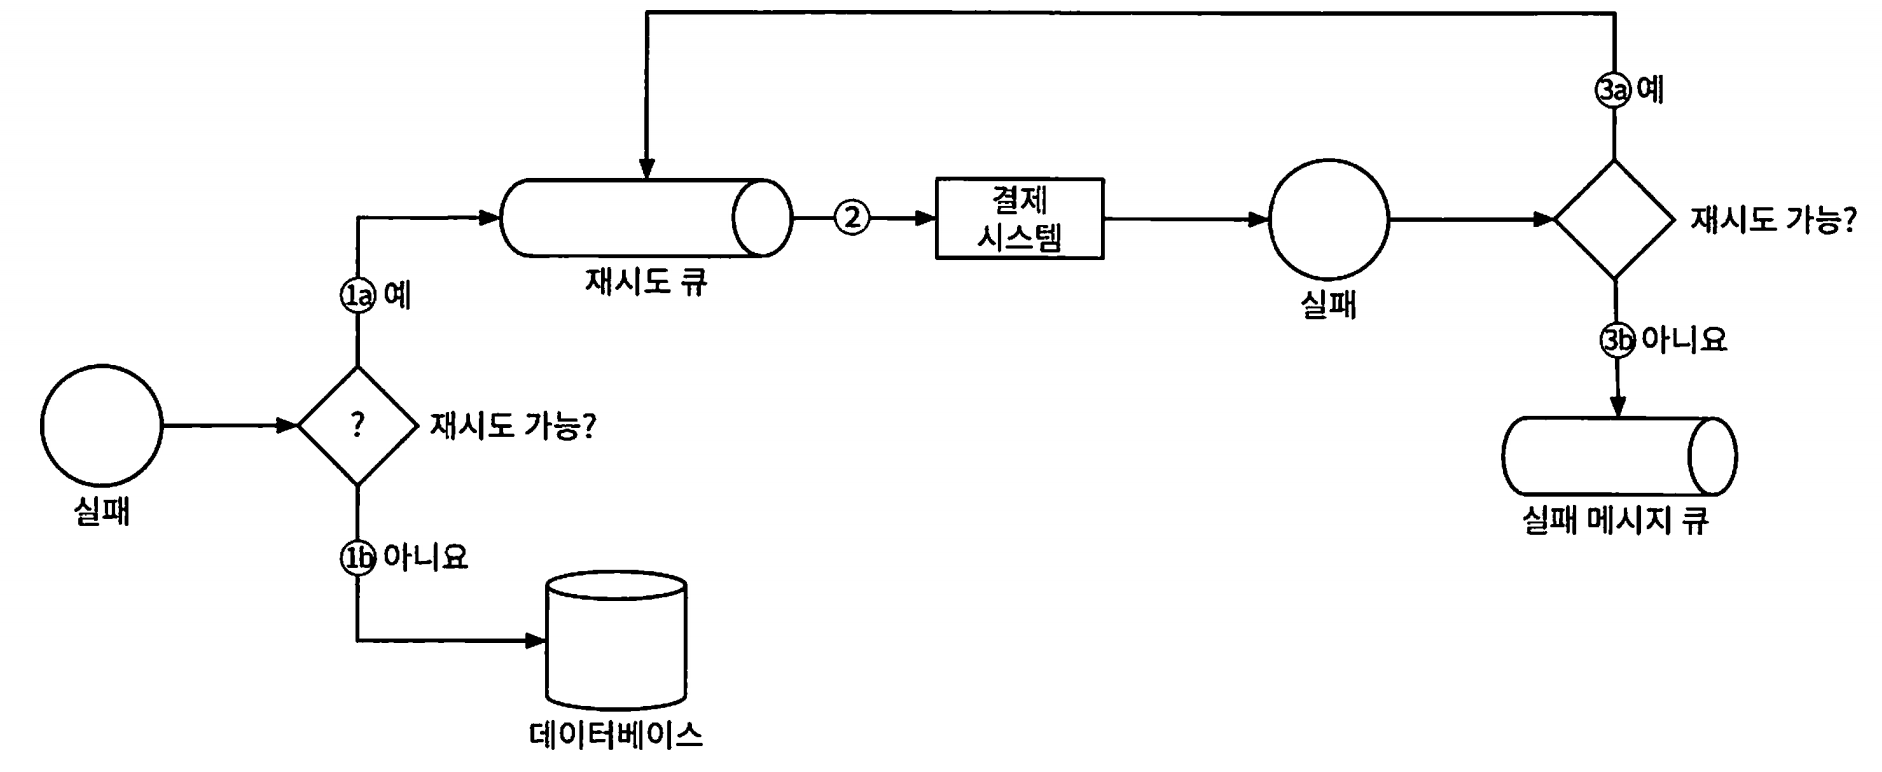 3a 예
결제
시스템
2
재시도 가능?
재시도 큐
1a 예
실패
3b 아니요
? 재시도 가능?
실패
실패 메시지 큐
1b 아니요
데이터베이스